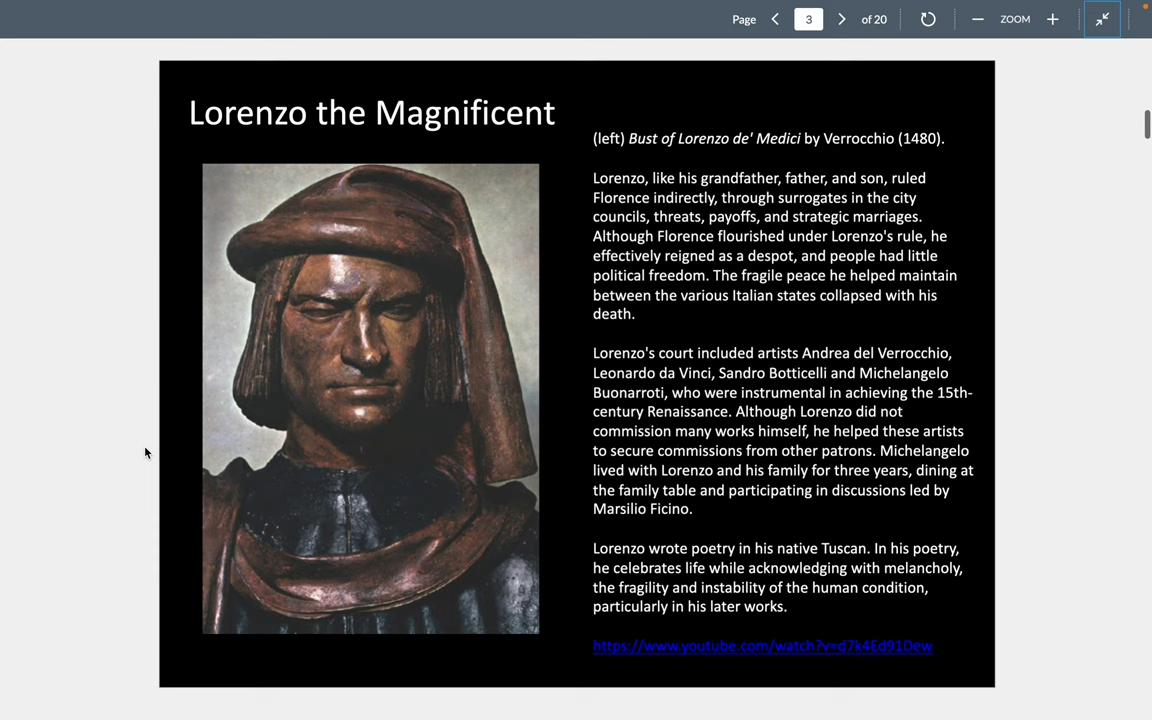 Page 3 of 20 ZOOM
Lorenzo the Magnificent
(left) Bust of Lorenzo de' Medici by Verrocchio (1480).
Lorenzo, like his grandfather, father, and son, ruled
Florence indirectly, through surrogates in the city
councils, threats, payoffs, and strategic marriages.
Although Florence flourished under Lorenzo's rule, he
effectively reigned as a despot, and people had little
political freedom. The fragile peace he helped maintain
between the various Italian states collapsed with his
death.
Lorenzo's court included artists Andrea del Verrocchio,
Leonardo da Vinci, Sandro Botticelli and Michelangelo
Buonarroti, who were instrumental in achieving the 15th-
century Renaissance. Although Lorenzo did not
commission many works himself, he helped these artists
to secure commissions from other patrons. Michelangelo
lived with Lorenzo and his family for three years, dining at
the family table and participating in discussions led by
Marsilio Ficino.
Lorenzo wrote poetry in his native Tuscan. In his poetry,
he celebrates life while acknowledging with melancholy,
the fragility and instability of the human condition,
particularly in his later works.
https://www.youtube.com/watch?v=d7k4Ed91Dew